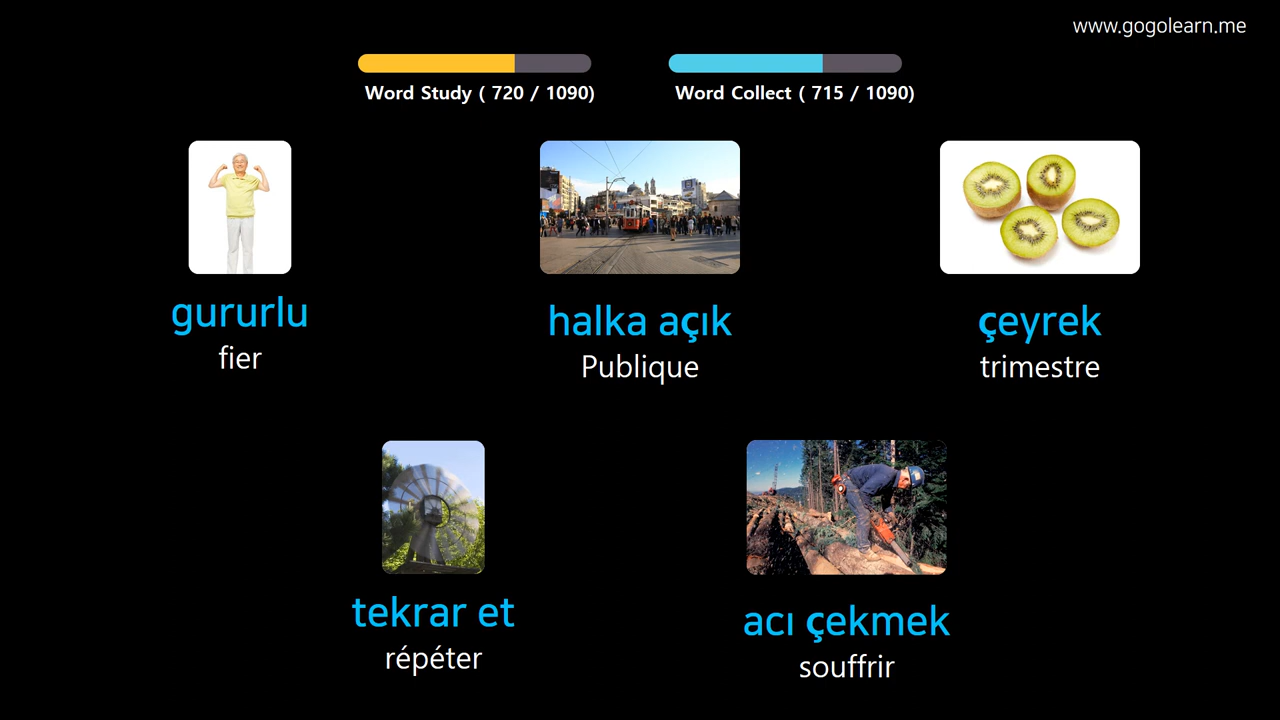 www.gogolearn.me
Word Study ( 720 / 1090)
Word Collect ( 715 / 1090)
gururlu
fier
halka açık
Publique
çeyrek
trimestre
tekrar et
répéter
acı çekmek
souffrir